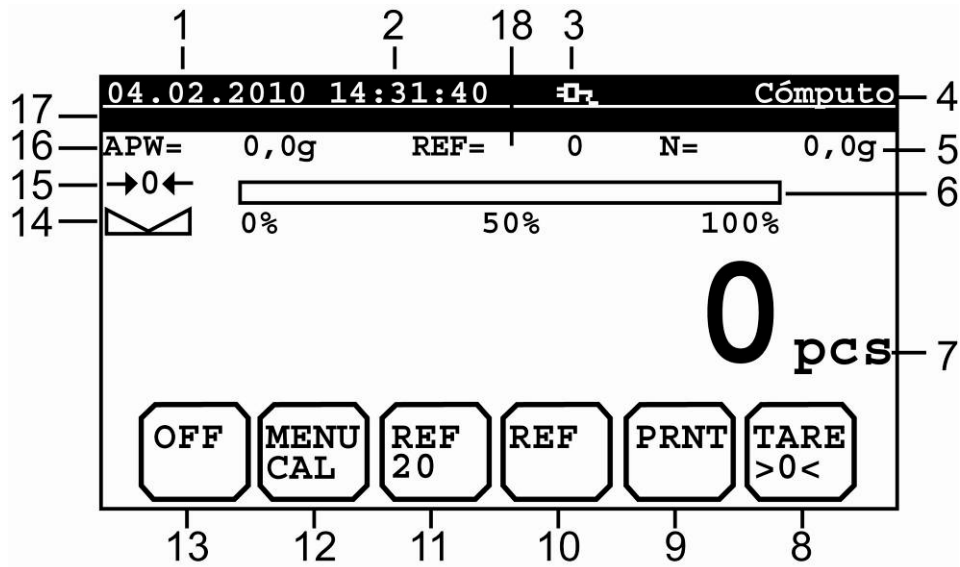 1 2 18 3
04.02.2010 14:31:40 Cómputo 4
17
16 APW= 0,0g REF= 0 N= 0,0g 5
15 →0← 6
14 0% 50% 100%
0 pcs 7
OFF MENU REF REF PRNT TARE
CAL 20 >0<
13 12 11 10 9 8